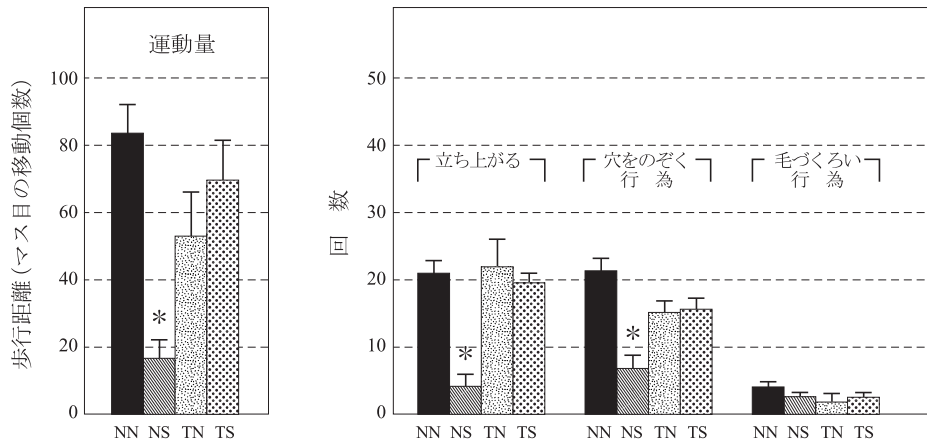 運動量
歩行距離(マス目の移動個数)
100
80
60
40
20
0
*
NN NS TN TS
回数
50
40
30
20
10
0
立ち上がる
穴をのぞく
行為
毛づくろい
行為
*
*
NN NS TN TS
NN NS TN TS
NN NS TN TS